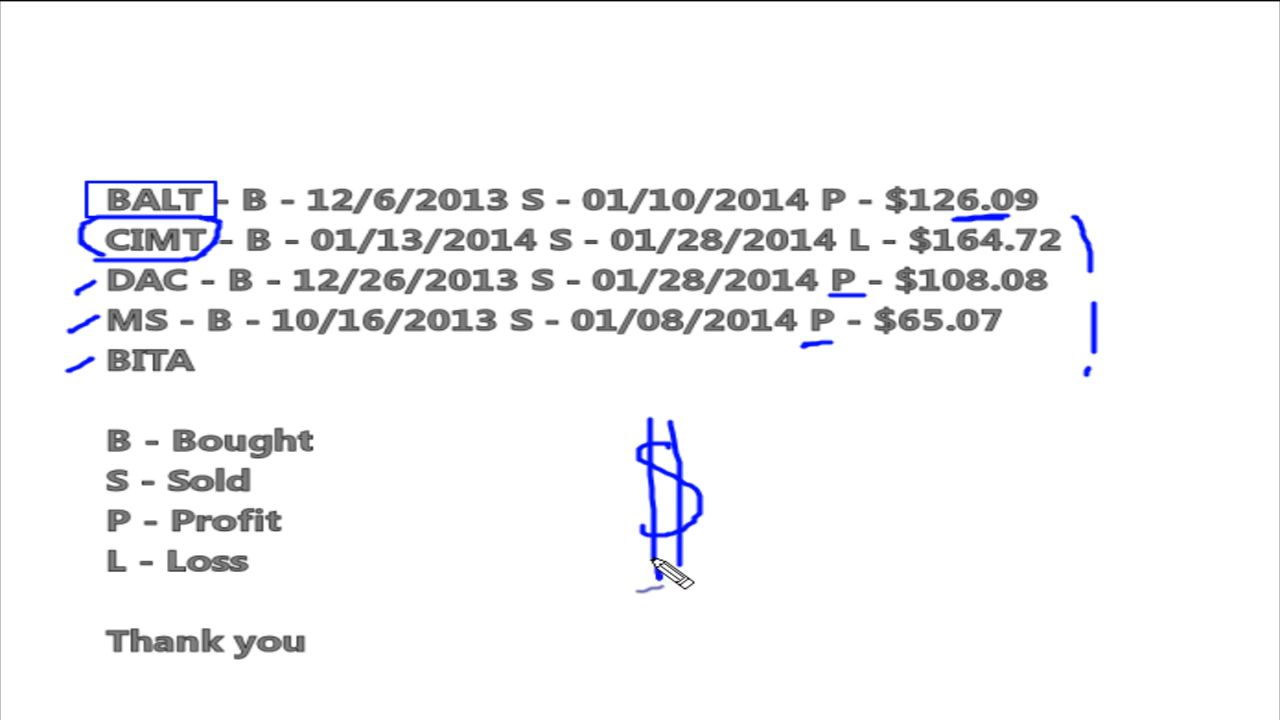 BALT - B - 12/6/2013 S - 01/10/2014 P - $126.09
CIMT - B - 01/13/2014 S - 01/28/2014 L - $164.72
DAC - B - 12/26/2013 S - 01/28/2014 P - $108.08
MS - B - 10/16/2013 S - 01/08/2014 P - $65.07
BITA
B - Bought
S - Sold
P - Profit
L - Loss
$
Thank you